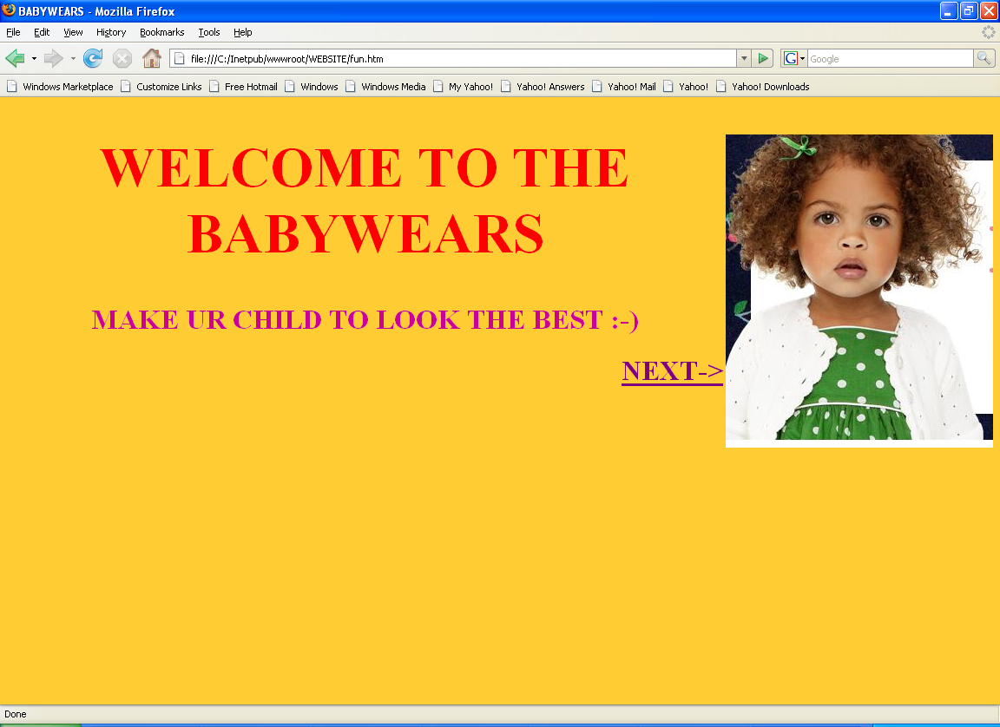 BABYWEARS - Mozilla Firefox
File Edit View History Bookmarks Tools Help
file:///C:/Inetpub/wwwroot/WEBSITE/fun.htm
G Google
Windows Marketplace Customize Links Free Hotmail Windows Windows Media My Yahoo! Yahoo! Answers Yahoo! Mail Yahoo! Yahoo! Downloads
WELCOME TO THE
BABYWEARS
MAKE UR CHILD TO LOOK THE BEST :-)
NEXT->
Done